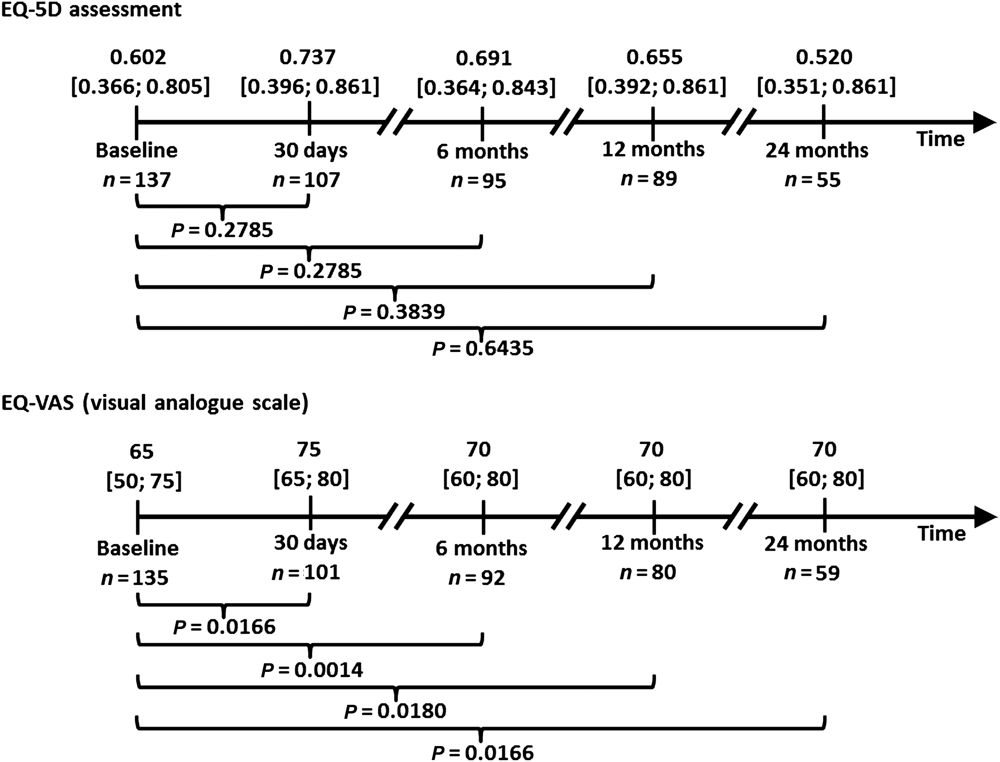 EQ-5D assessment
0.602 0.737 0.691 0.655 0.520
[0.366; 0.805] [0.396; 0.861] [0.364; 0.843] [0.392; 0.861] [0.351; 0.861]
Time
Baseline 30 days 6 months 12 months 24 months
n = 137 n = 107 n = 95 n = 89 n = 55
P = 0.2785
P = 0.2785
P = 0.3839
P = 0.6435
EQ-VAS (visual analogue scale)
65 75 70 70 70
[50; 75] [65; 80] [60; 80] [60; 80] [60; 80]
Time
Baseline 30 days 6 months 12 months 24 months
n = 135 n = 101 n = 92 n = 80 n = 59
P = 0.0166
P = 0.0014
P = 0.0180
P = 0.0166